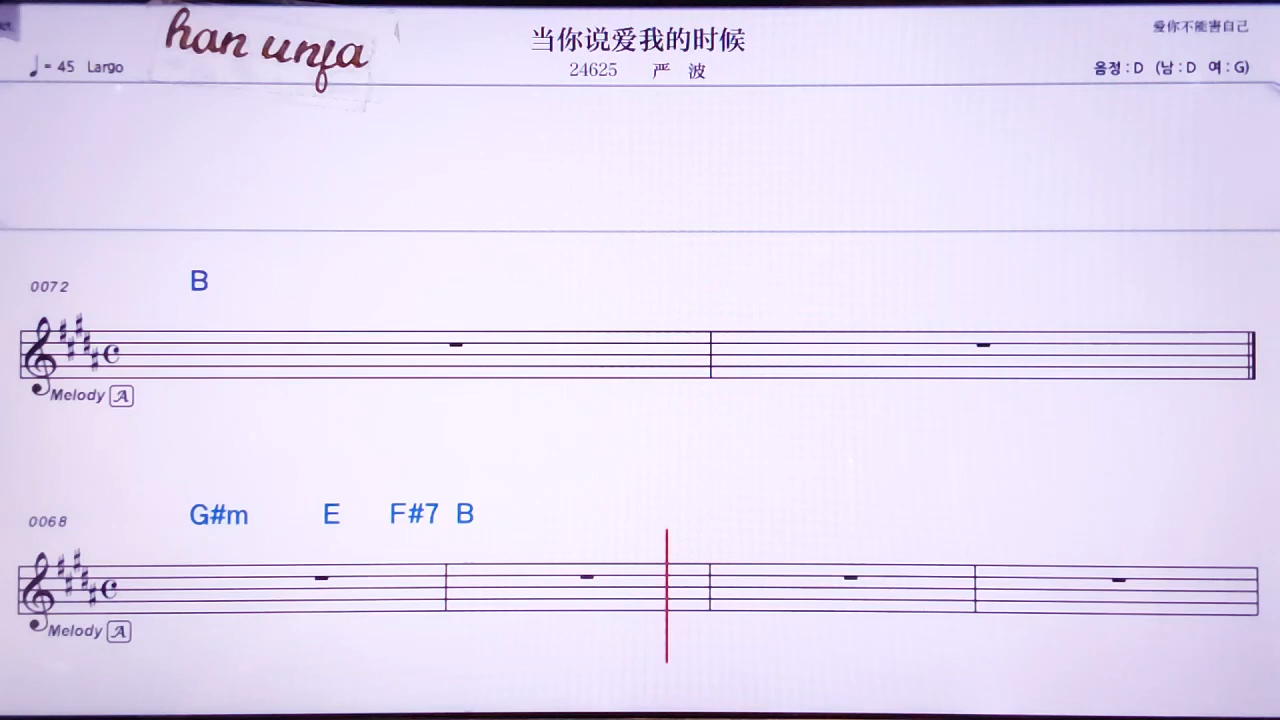 han unfa
当你说爱我的时候
爱你不能害自己
♩= 45 Largo
24625 严 波
음정 : D (남 : D 여 : G)
0072
B
Melody A
0068
G#m E F#7 B
Melody A